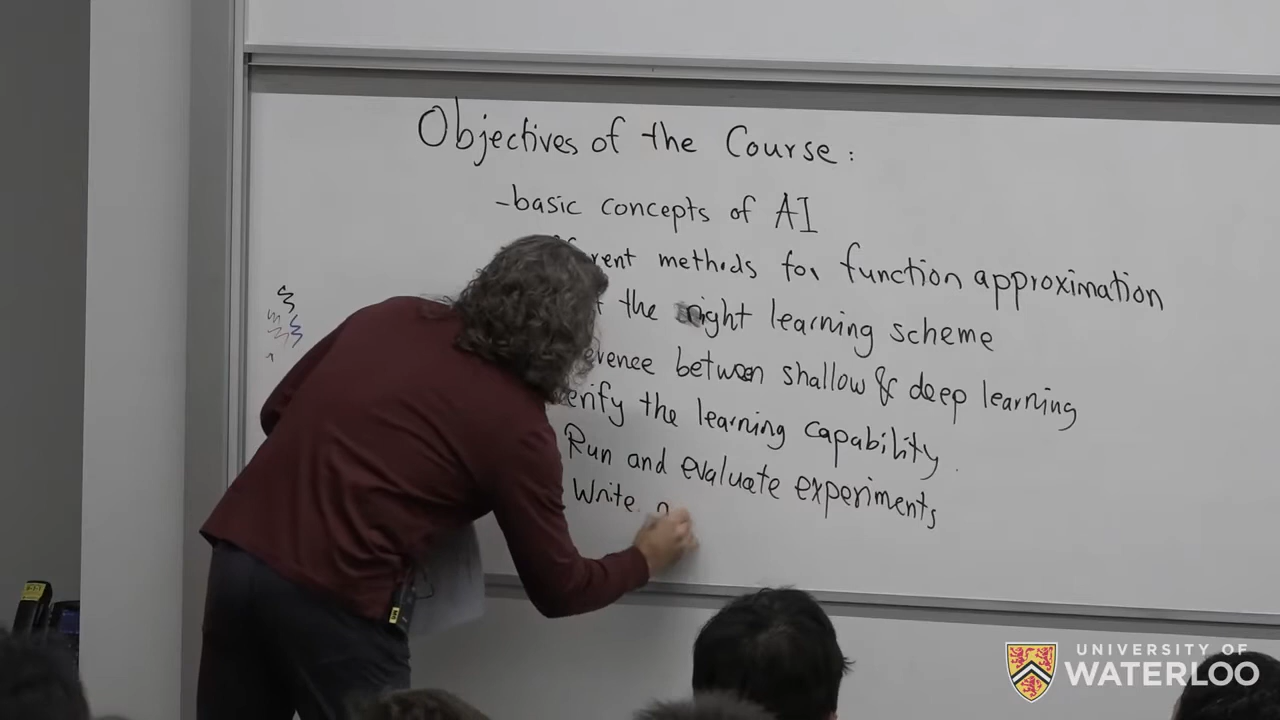 Objectives of the Course :
- basic concepts of AI
methods for function approximation
the right learning scheme
between shallow & deep learning
the learning capability.
Run and evaluate experiments
Write
UNIVERSITY OF
WATERLOO